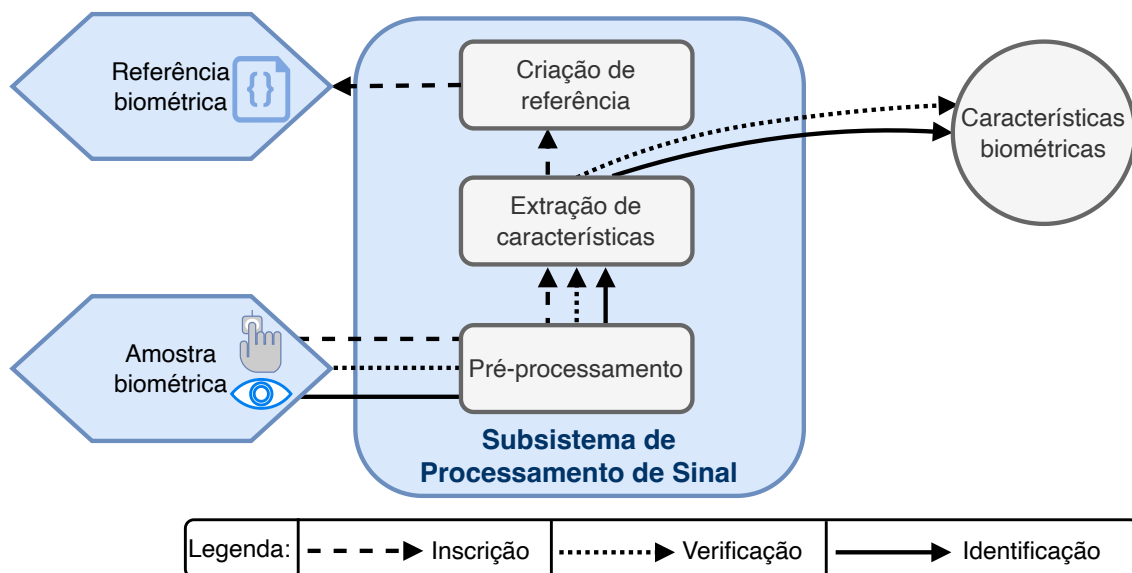 Referência
biométrica
{}
Criação de
referência
Características
biométricas
Extração de
características
Amostra
biométrica
Pré-processamento
Subsistema de
Processamento de Sinal
Legenda: Inscrição Verificação Identificação